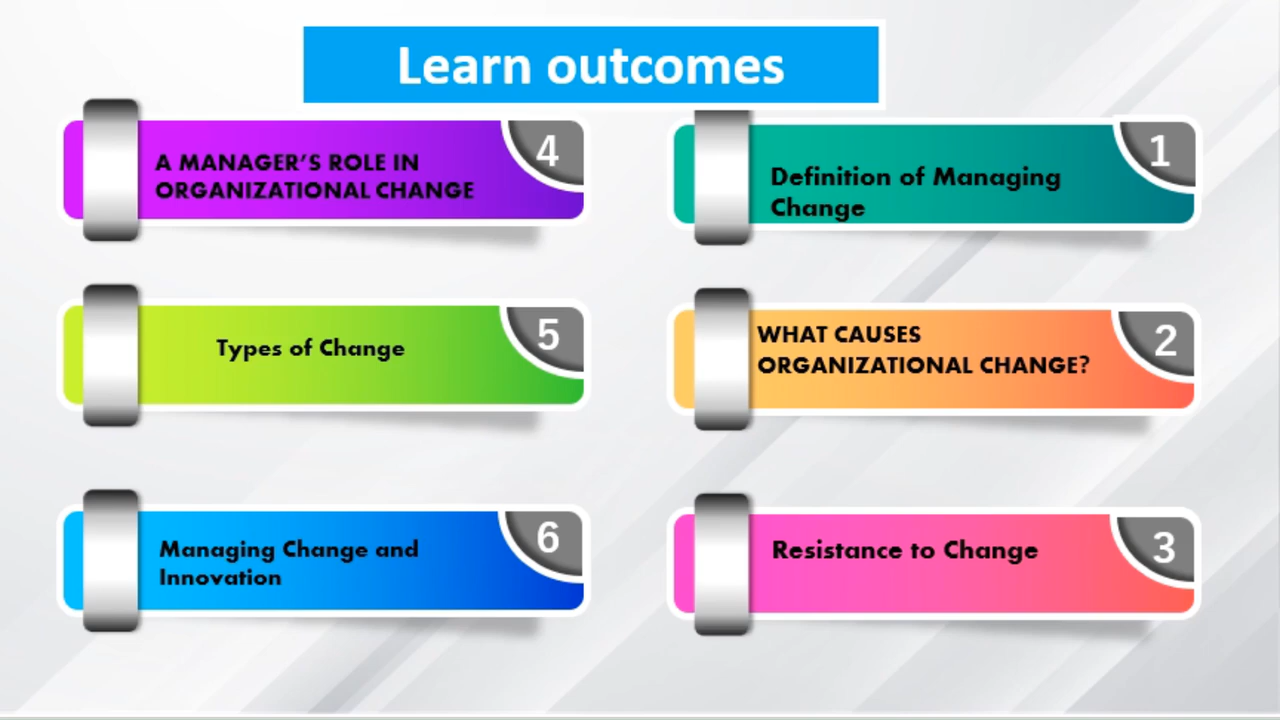 Learn outcomes
1
Definition of Managing
Change
2
WHAT CAUSES
ORGANIZATIONAL CHANGE?
3
Resistance to Change
4
A MANAGER’S ROLE IN
ORGANIZATIONAL CHANGE
5
Types of Change
6
Managing Change and
Innovation